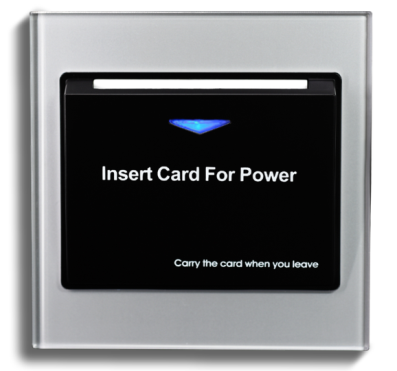 Insert Card For Power
Carry the card when you leave